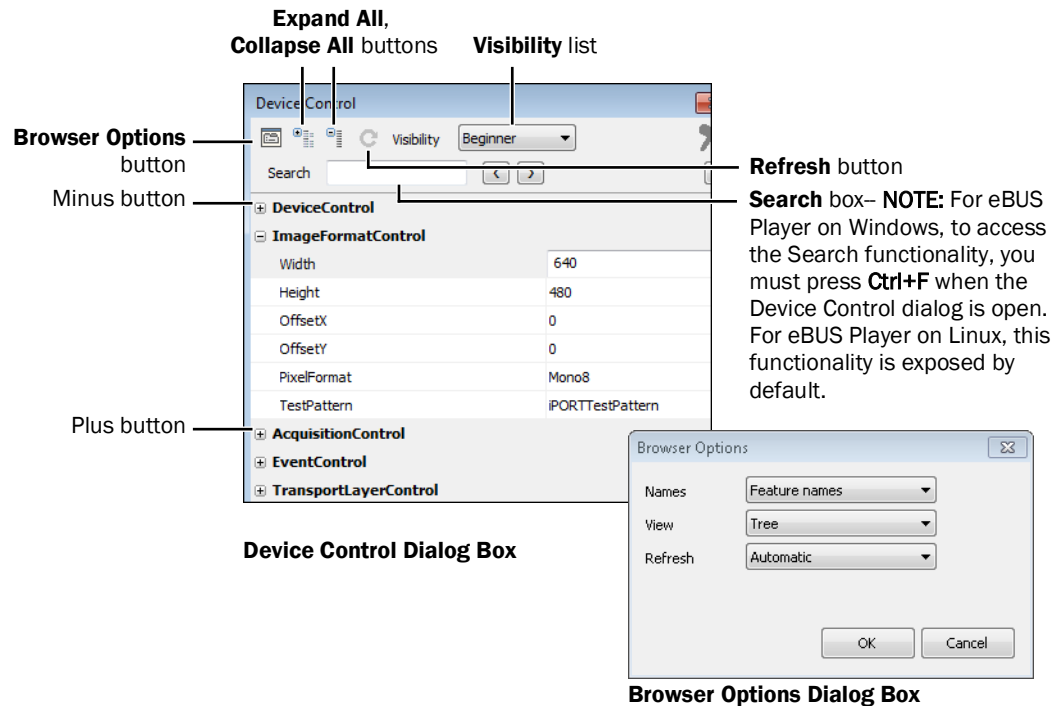 Expand All,
Collapse All buttons
Visibility list
Browser Options
button
Minus button
Plus button
Device Control
Visibility
Beginner
Search
DeviceControl
ImageFormatControl
Width 640
Height 480
OffsetX 0
OffsetY 0
PixelFormat Mono8
TestPattern iPORTTestPattern
AcquisitionControl
EventControl
TransportLayerControl
Refresh button
Search box– NOTE: For eBUS
Player on Windows, to access
the Search functionality, you
must press Ctrl+F when the
Device Control dialog is open.
For eBUS Player on Linux, this
functionality is exposed by
default.
Device Control Dialog Box
Browser Options
Names Feature names
View Tree
Refresh Automatic
OK Cancel
Browser Options Dialog Box